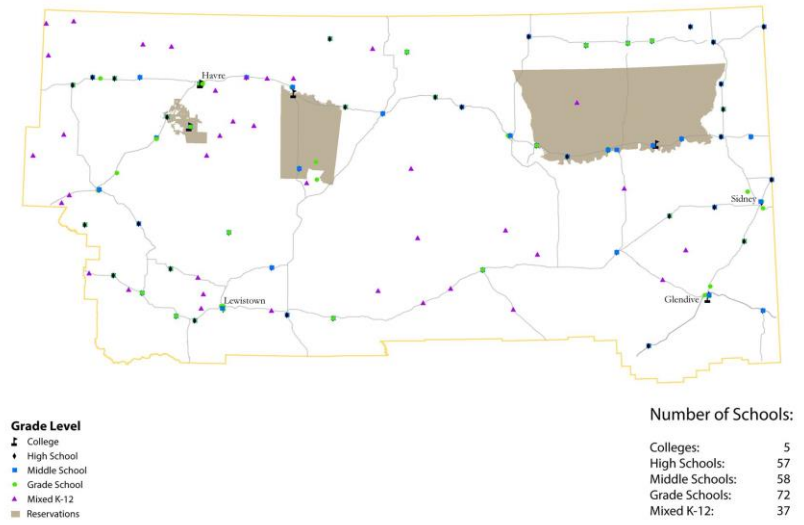 Havre
Sidney
Lewistown
Glendive
Grade Level
College
High School
Middle School
Grade School
Mixed K-12
Reservations
Number of Schools:
Colleges: 5
High Schools: 57
Middle Schools: 58
Grade Schools: 72
Mixed K-12: 37